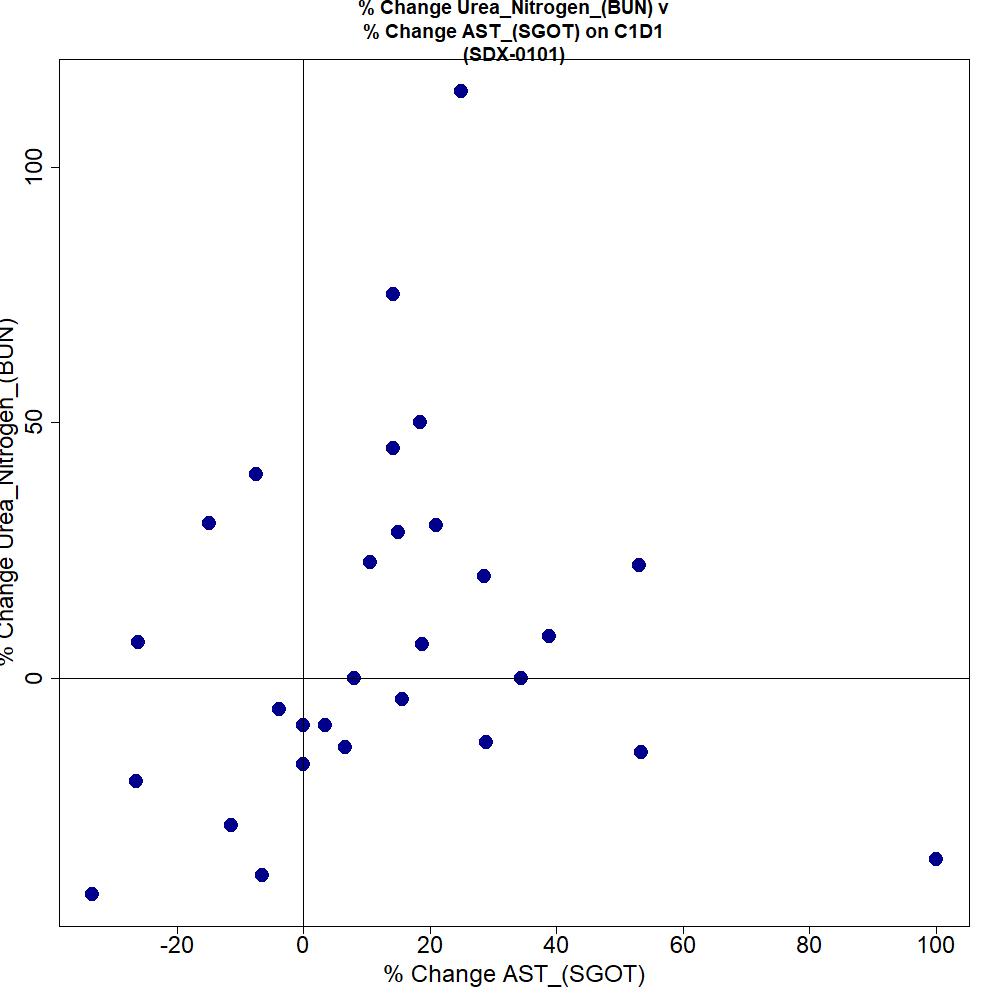 % Change Urea_Nitrogen_(BUN) v
% Change AST_(SGOT) on C1D1
(SDX-0101)
% Change Urea_Nitrogen_(BUN)
100
50
0
-20 0 20 40 60 80 100
% Change AST_(SGOT)